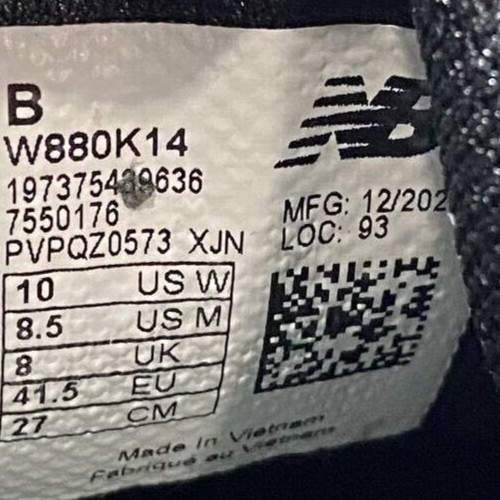 B
W880K14
7550176
PVPQZ0573 XJN
NB
MFG: 12/202
LOC: 93
10 US W
8.5 US M
8 UK
41.5 EU
27 CM
Made In Vietnam
Fabriqué au Vietnam